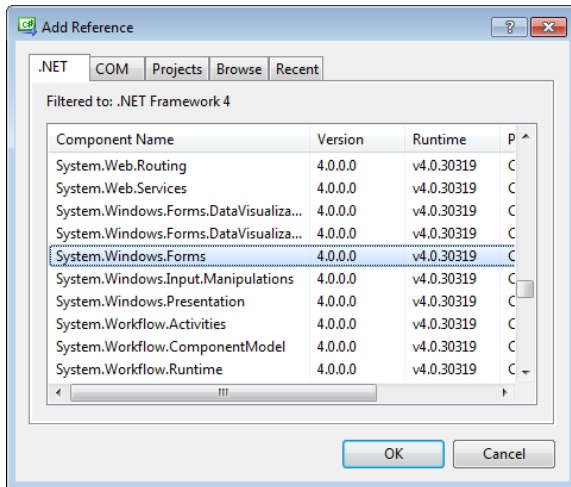 Add Reference
.NET COM Projects Browse Recent
Filtered to: .NET Framework 4
Component Name Version Runtime P
System.Web.Routing 4.0.0.0 v4.0.30319 C
System.Web.Services 4.0.0.0 v4.0.30319 C
System.Windows.Forms.DataVisualiza... 4.0.0.0 v4.0.30319 C
System.Windows.Forms.DataVisualiza... 4.0.0.0 v4.0.30319 C
System.Windows.Forms 4.0.0.0 v4.0.30319 C
System.Windows.Input.Manipulations 4.0.0.0 v4.0.30319 C
System.Windows.Presentation 4.0.0.0 v4.0.30319 C
System.Workflow.Activities 4.0.0.0 v4.0.30319 C
System.Workflow.ComponentModel 4.0.0.0 v4.0.30319 C
System.Workflow.Runtime 4.0.0.0 v4.0.30319 C
OK Cancel